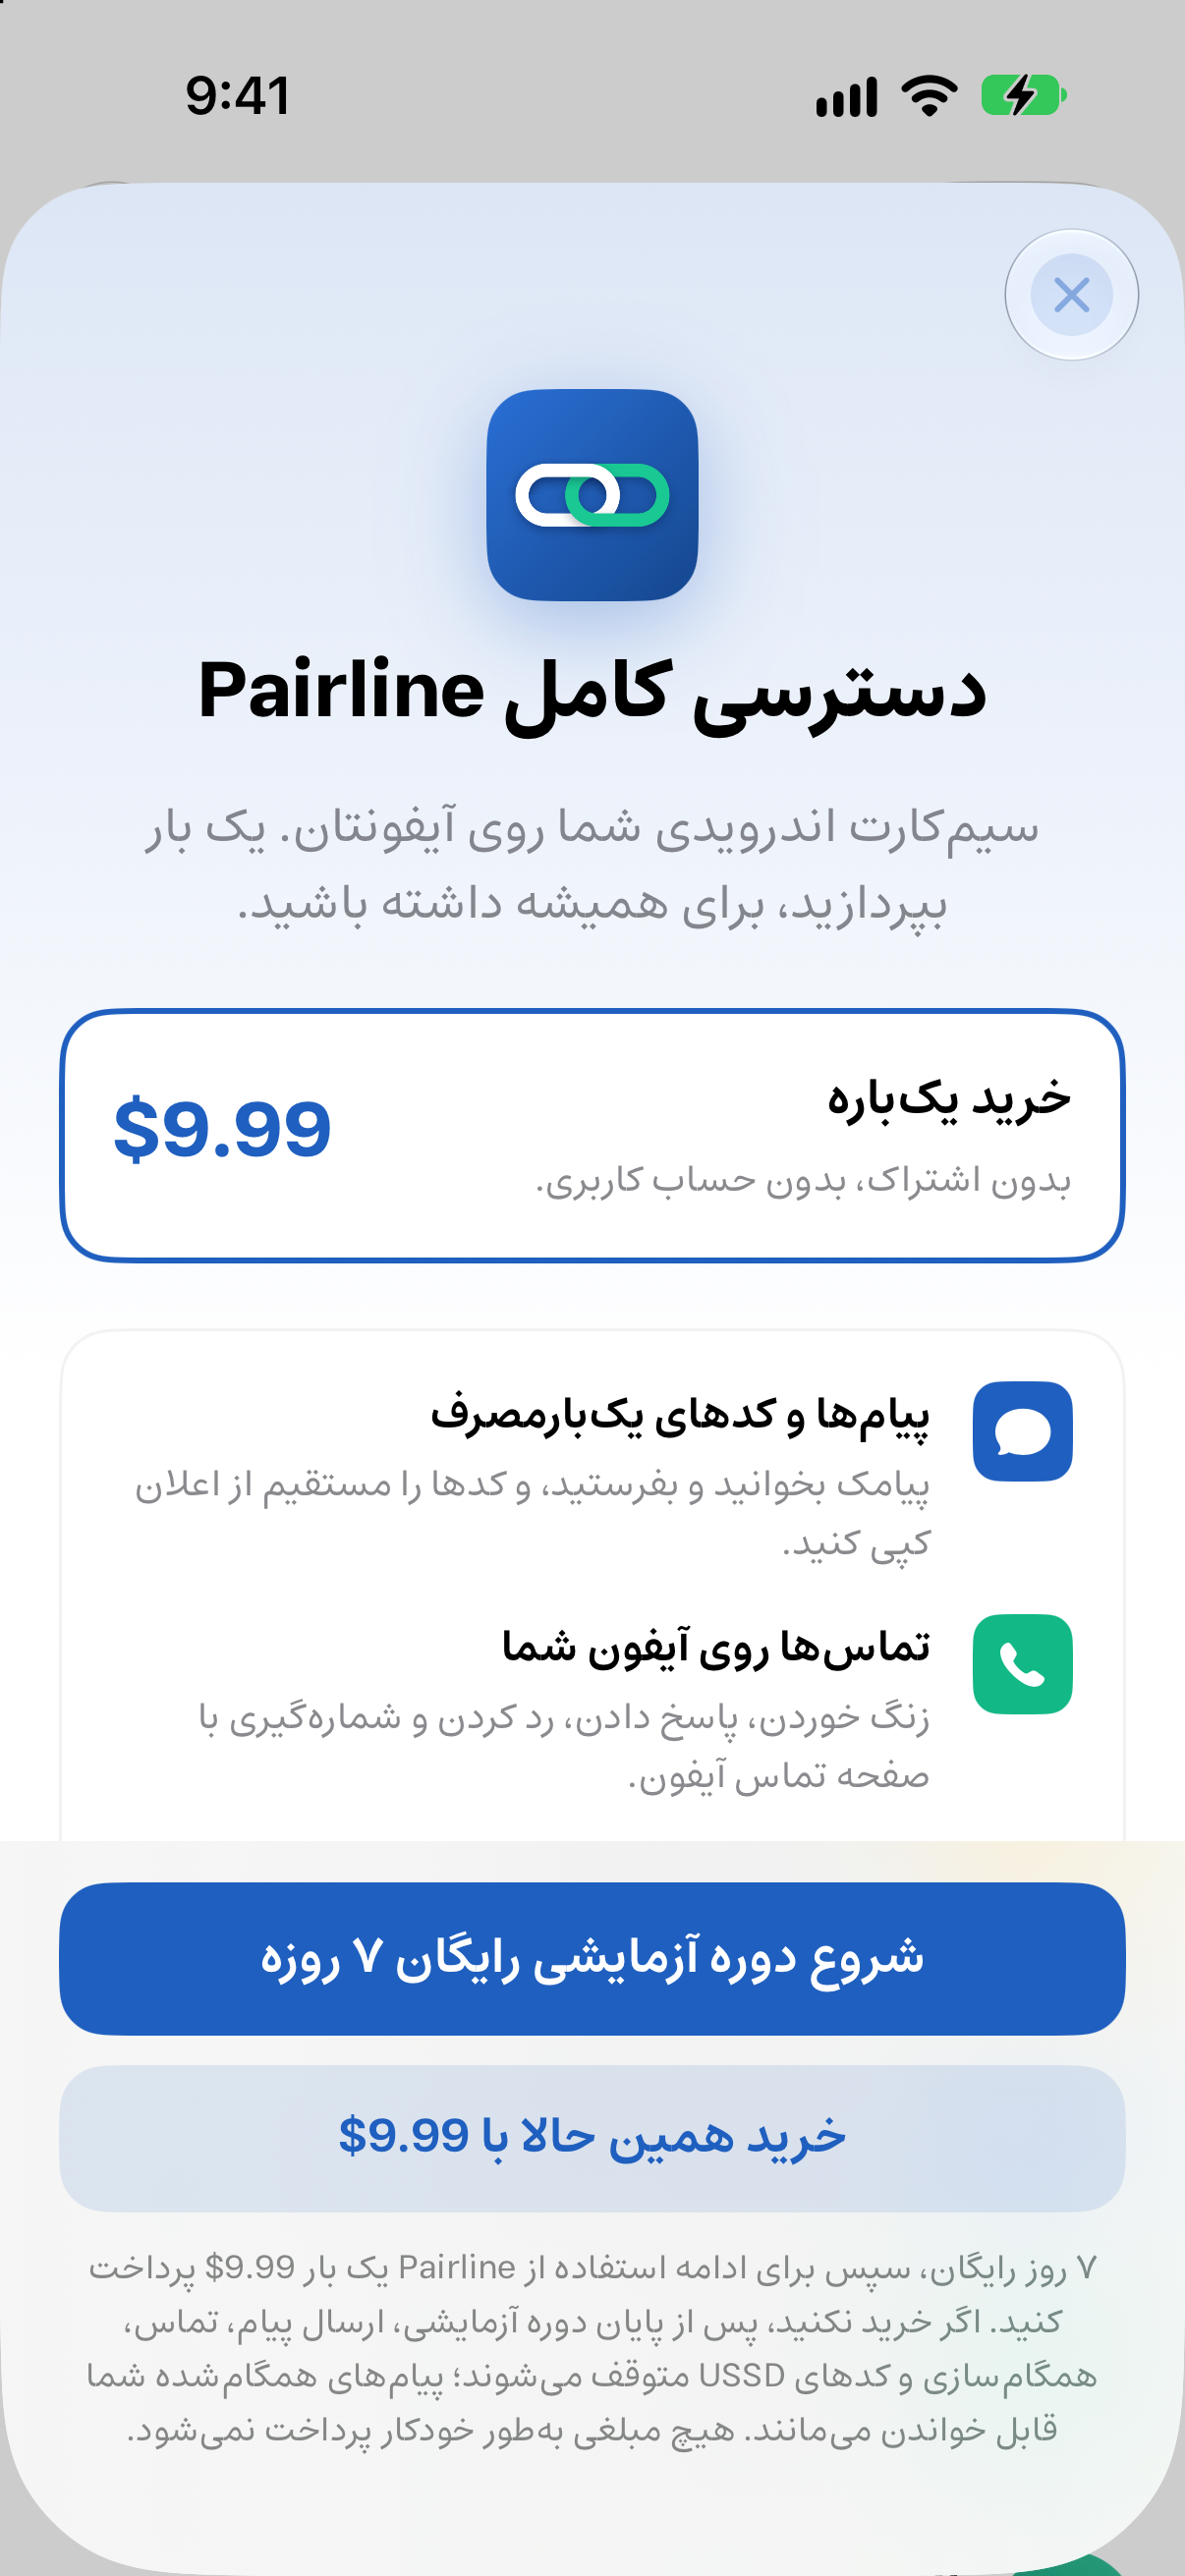 9:41
دسترسی کامل Pairline
سیم‌کارت اندرویدی شما روی آیفونتان. یک بار
بپردازید، برای همیشه داشته باشید.
خرید یک‌باره
$9.99
بدون اشتراک، بدون حساب کاربری.
پیام‌ها و کدهای یک‌بارمصرف
پیامک بخوانید و بفرستید، و کدها را مستقیم از اعلان
کپی کنید.
تماس‌ها روی آیفون شما
زنگ خوردن، پاسخ دادن، رد کردن و شماره‌گیری با
صفحه تماس آیفون.
شروع دوره آزمایشی رایگان ۷ روزه
خرید همین حالا با $9.99
۷ روز رایگان، سپس برای ادامه استفاده از Pairline یک بار $9.99 پرداخت
کنید. اگر خرید نکنید، پس از پایان دوره آزمایشی، ارسال پیام، تماس،
همگام‌سازی و کدهای USSD متوقف می‌شوند؛ پیام‌های همگام‌شده شما
قابل خواندن می‌مانند. هیچ مبلغی به‌طور خودکار پرداخت نمی‌شود.